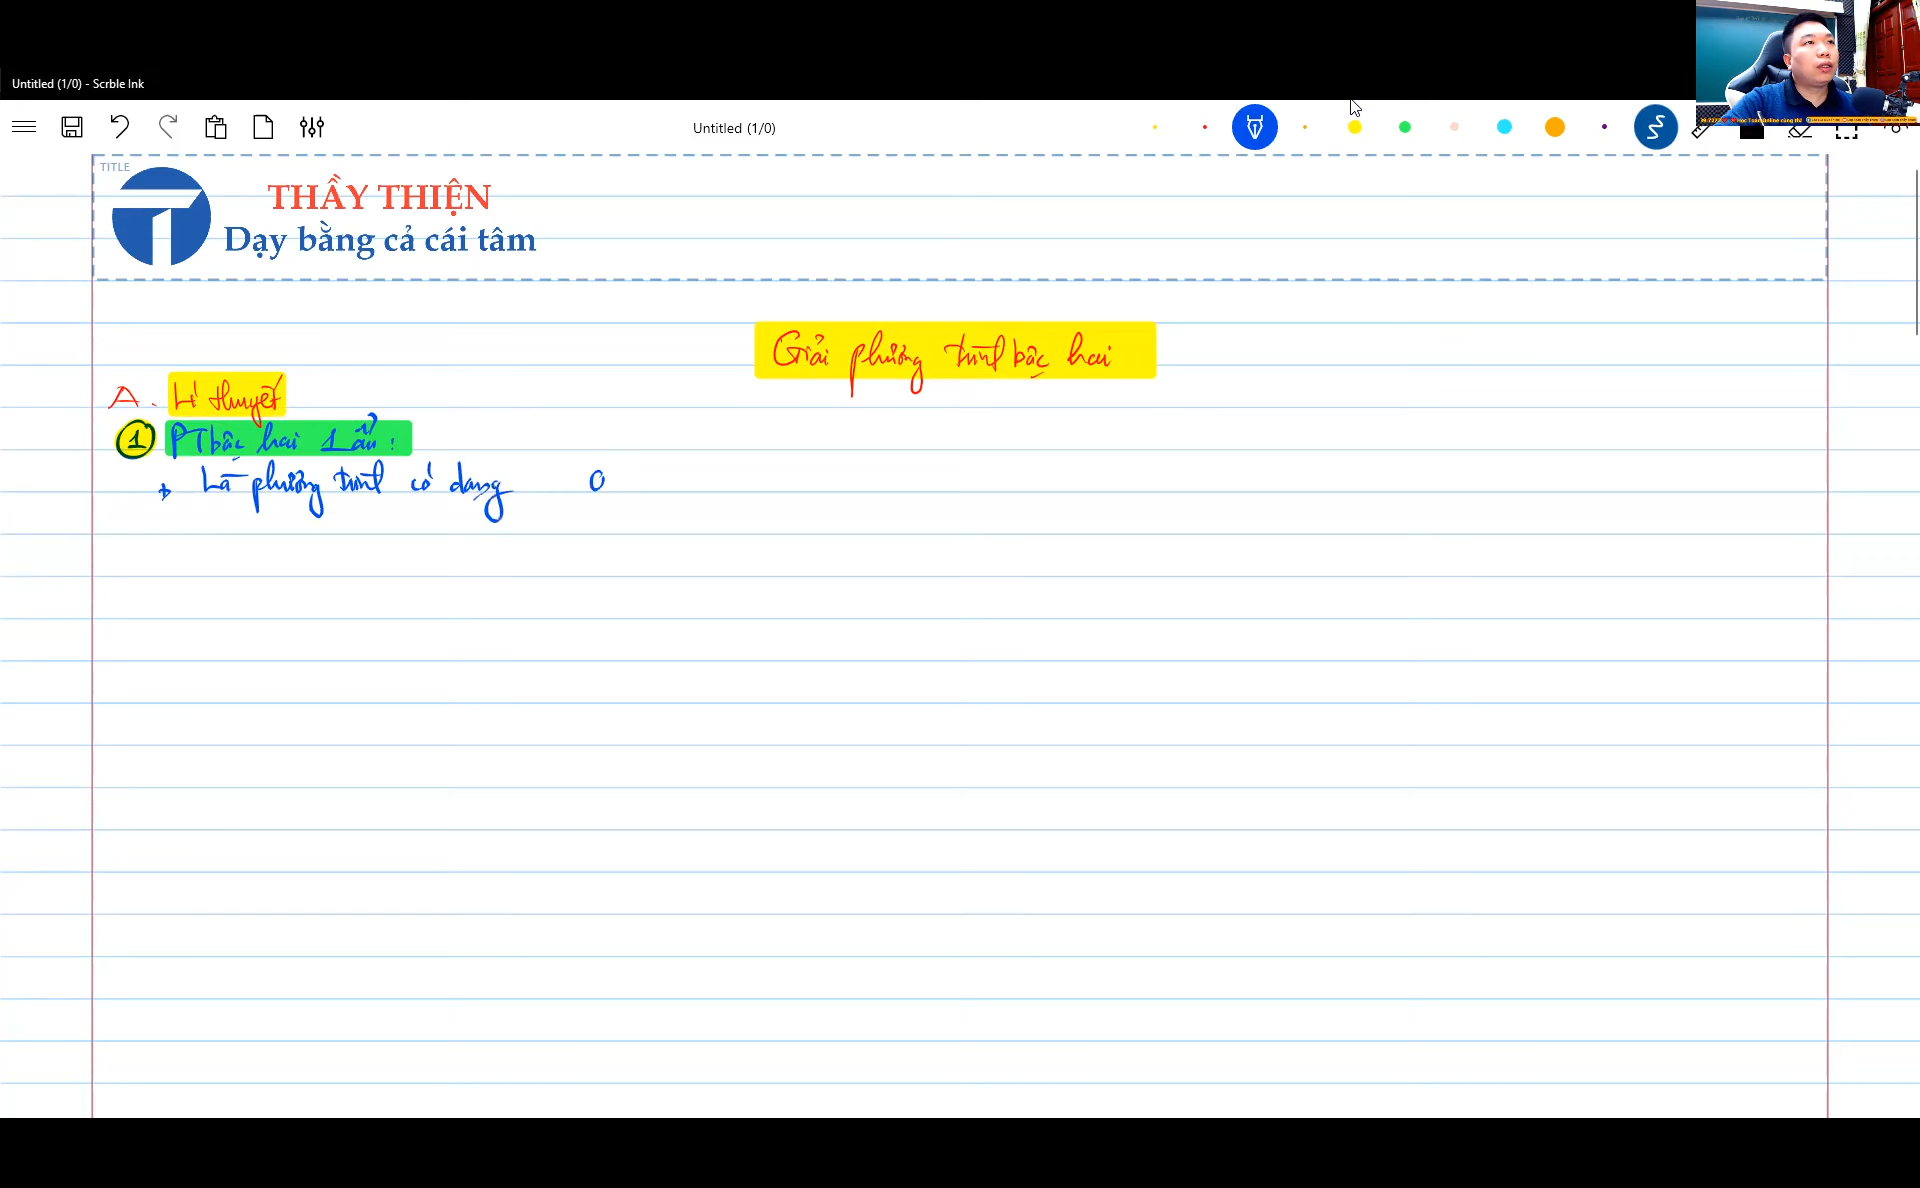 Untitled (1/0) - Scrble Ink
Untitled (1/0)
TITLE
THẦY THIỆN
Dạy bằng cả cái tâm
Giải phương trình bậc hai
A. Lí thuyết
1 PT bậc hai 1 ẩn:
+ Là phương trình có dạng 0